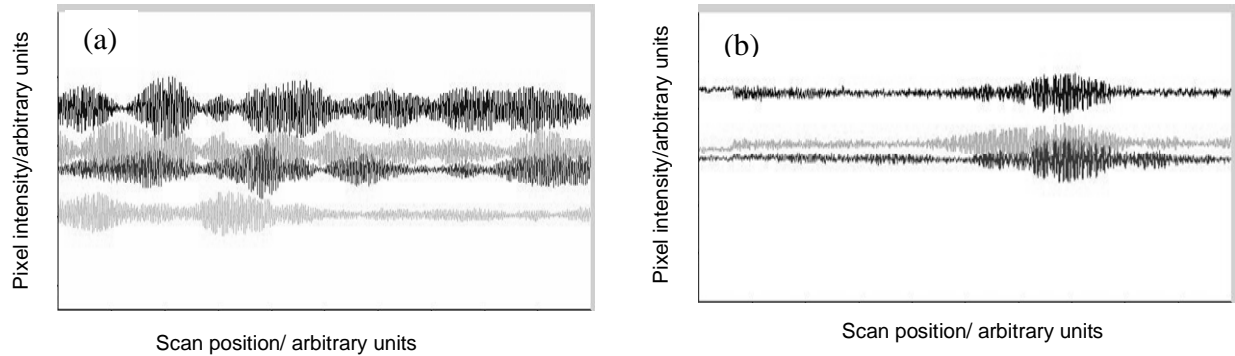 (a)
Pixel intensity/arbitrary units
Scan position/ arbitrary units
(b)
Pixel intensity/arbitrary units
Scan position/ arbitrary units